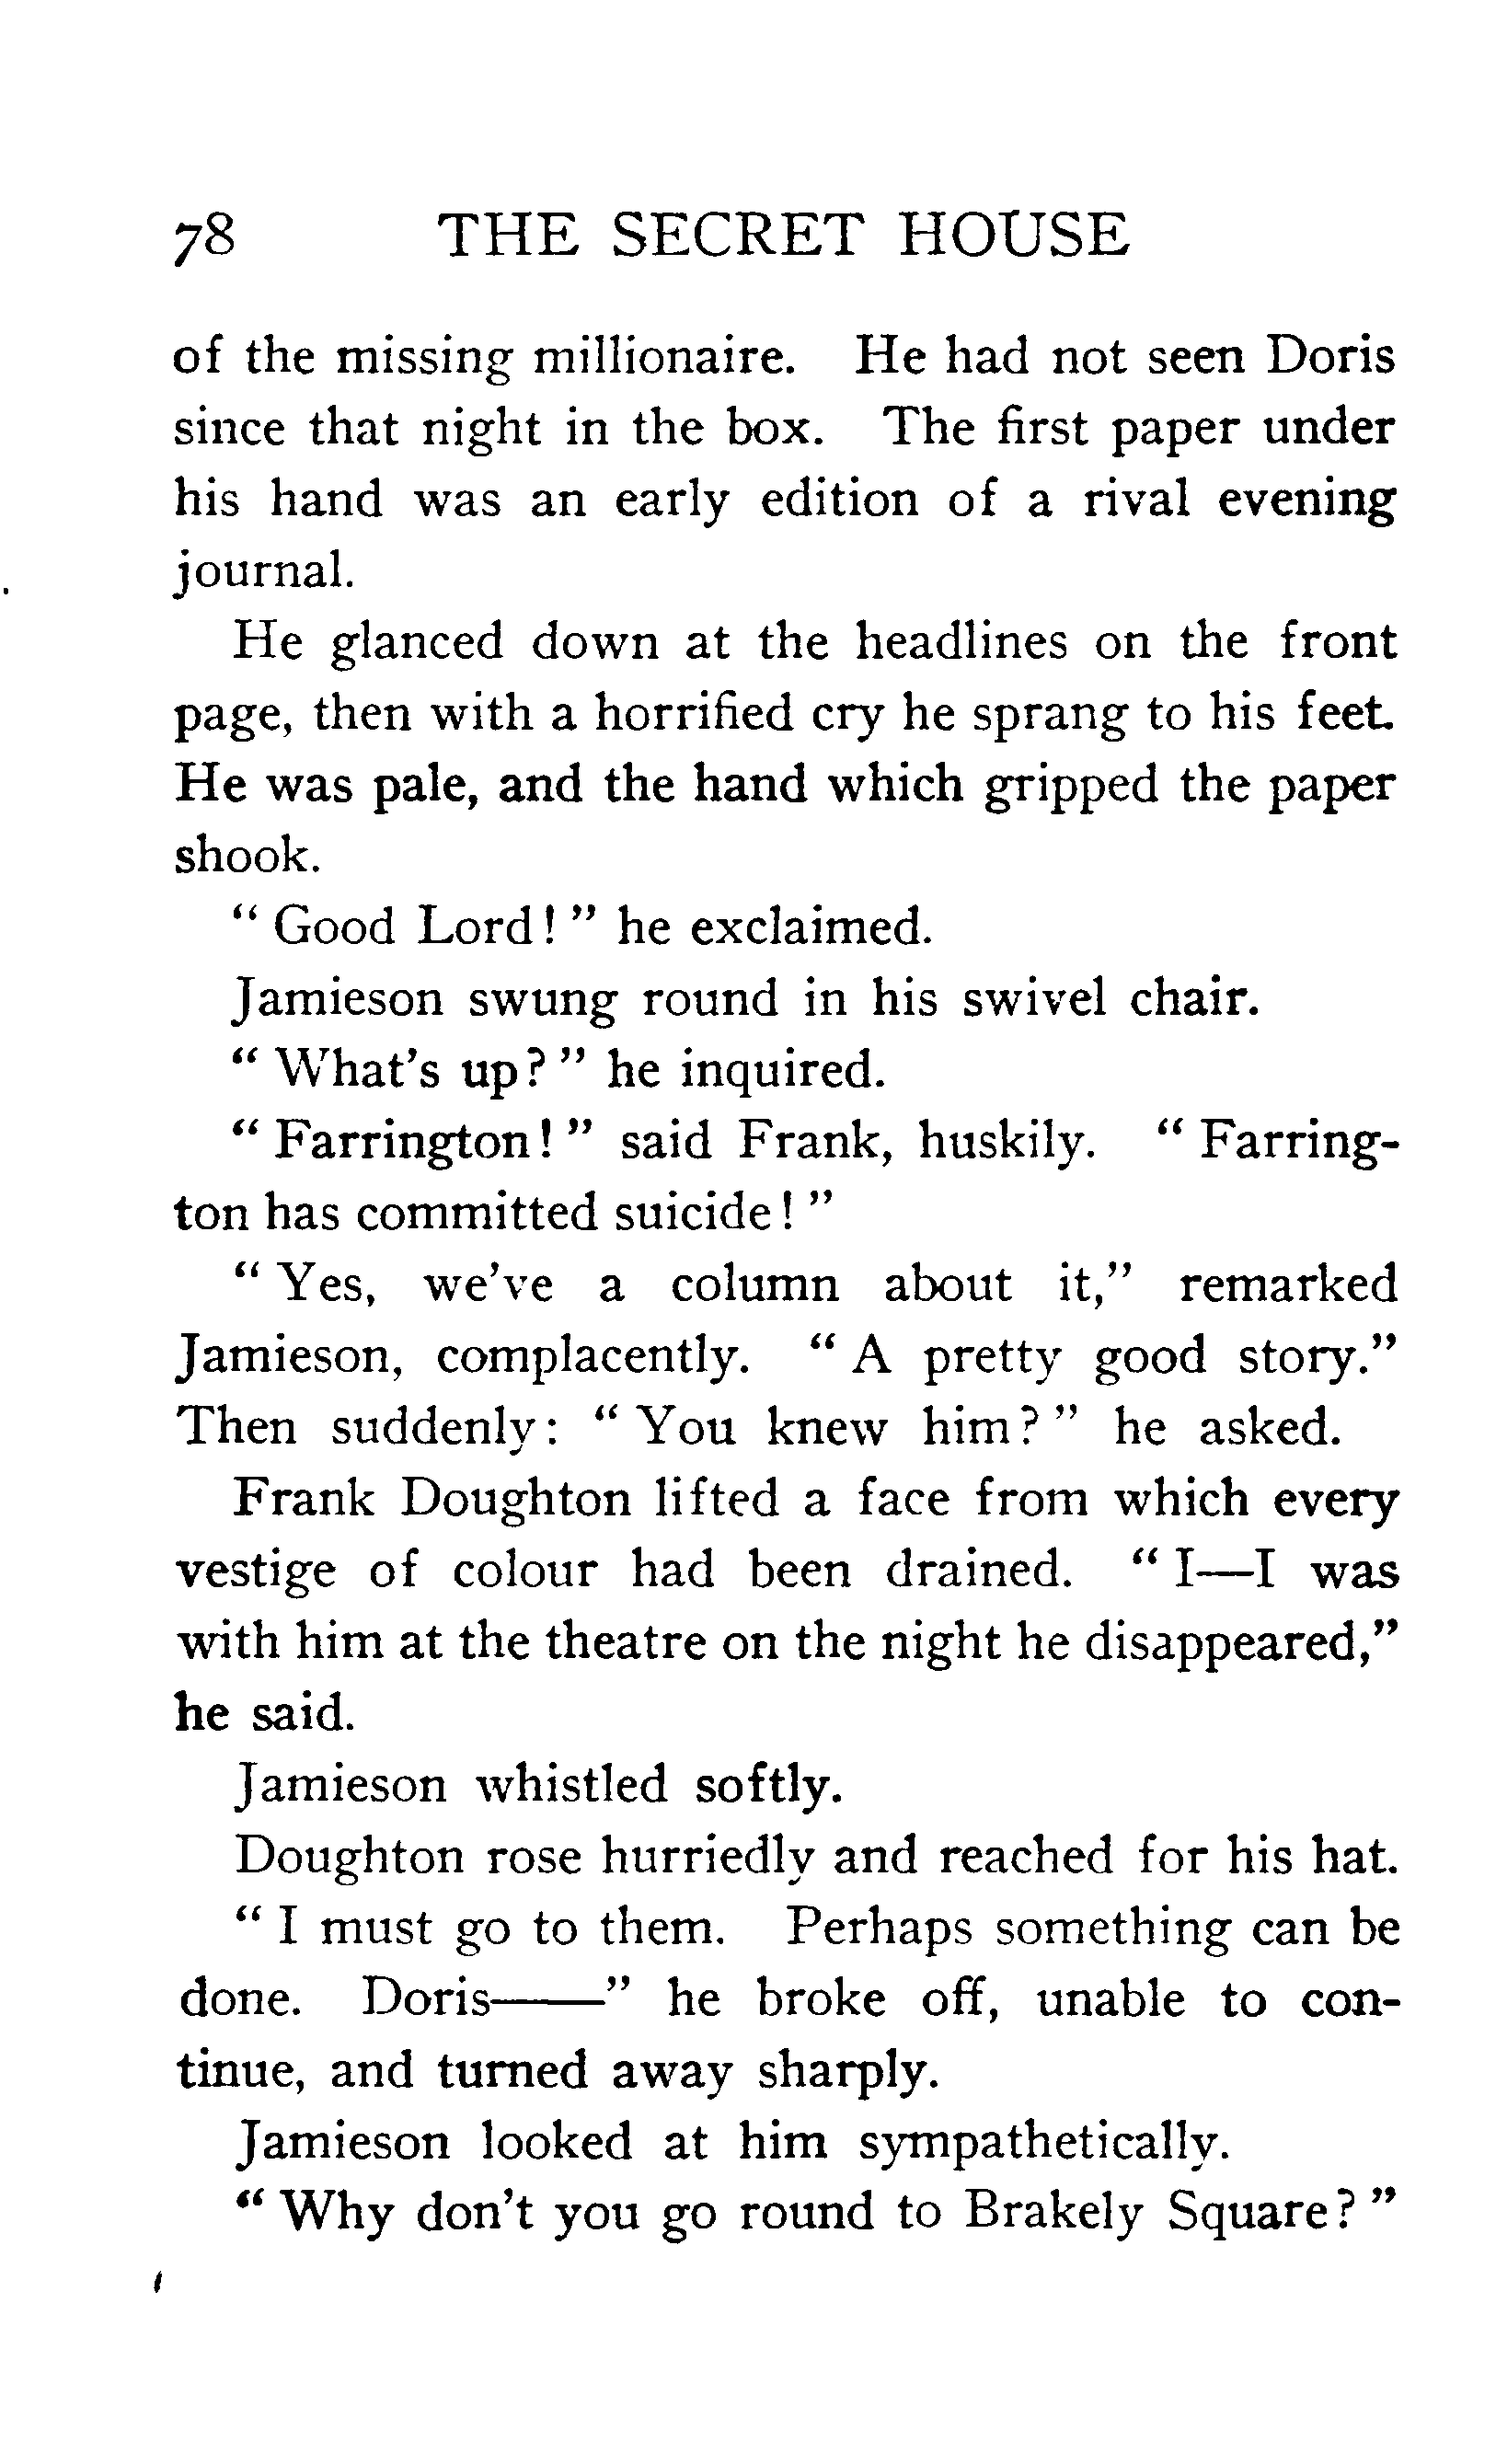 78 THE SECRET HOUSE
of the missing millionaire. He had not seen Doris
since that night in the box. The first paper under
his hand was an early edition of a rival evening
journal.
He glanced down at the headlines on the front
page, then with a horrified cry he sprang to his feet.
He was pale, and the hand which gripped the paper
shook.
" Good Lord! " he exclaimed.
Jamieson swung round in his swivel chair.
" What's up? " he inquired.
" Farrington! " said Frank, huskily. " Farring-
ton has committed suicide! "
" Yes, we've a column about it," remarked
Jamieson, complacently. " A pretty good story."
Then suddenly: " You knew him? " he asked.
Frank Doughton lifted a face from which every
vestige of colour had been drained. " I—I was
with him at the theatre on the night he disappeared,"
he said.
Jamieson whistled softly.
Doughton rose hurriedly and reached for his hat.
" I must go to them. Perhaps something can be
done. Doris——" he broke off, unable to con-
tinue, and turned away sharply.
Jamieson looked at him sympathetically.
" Why don't you go round to Brakely Square? "